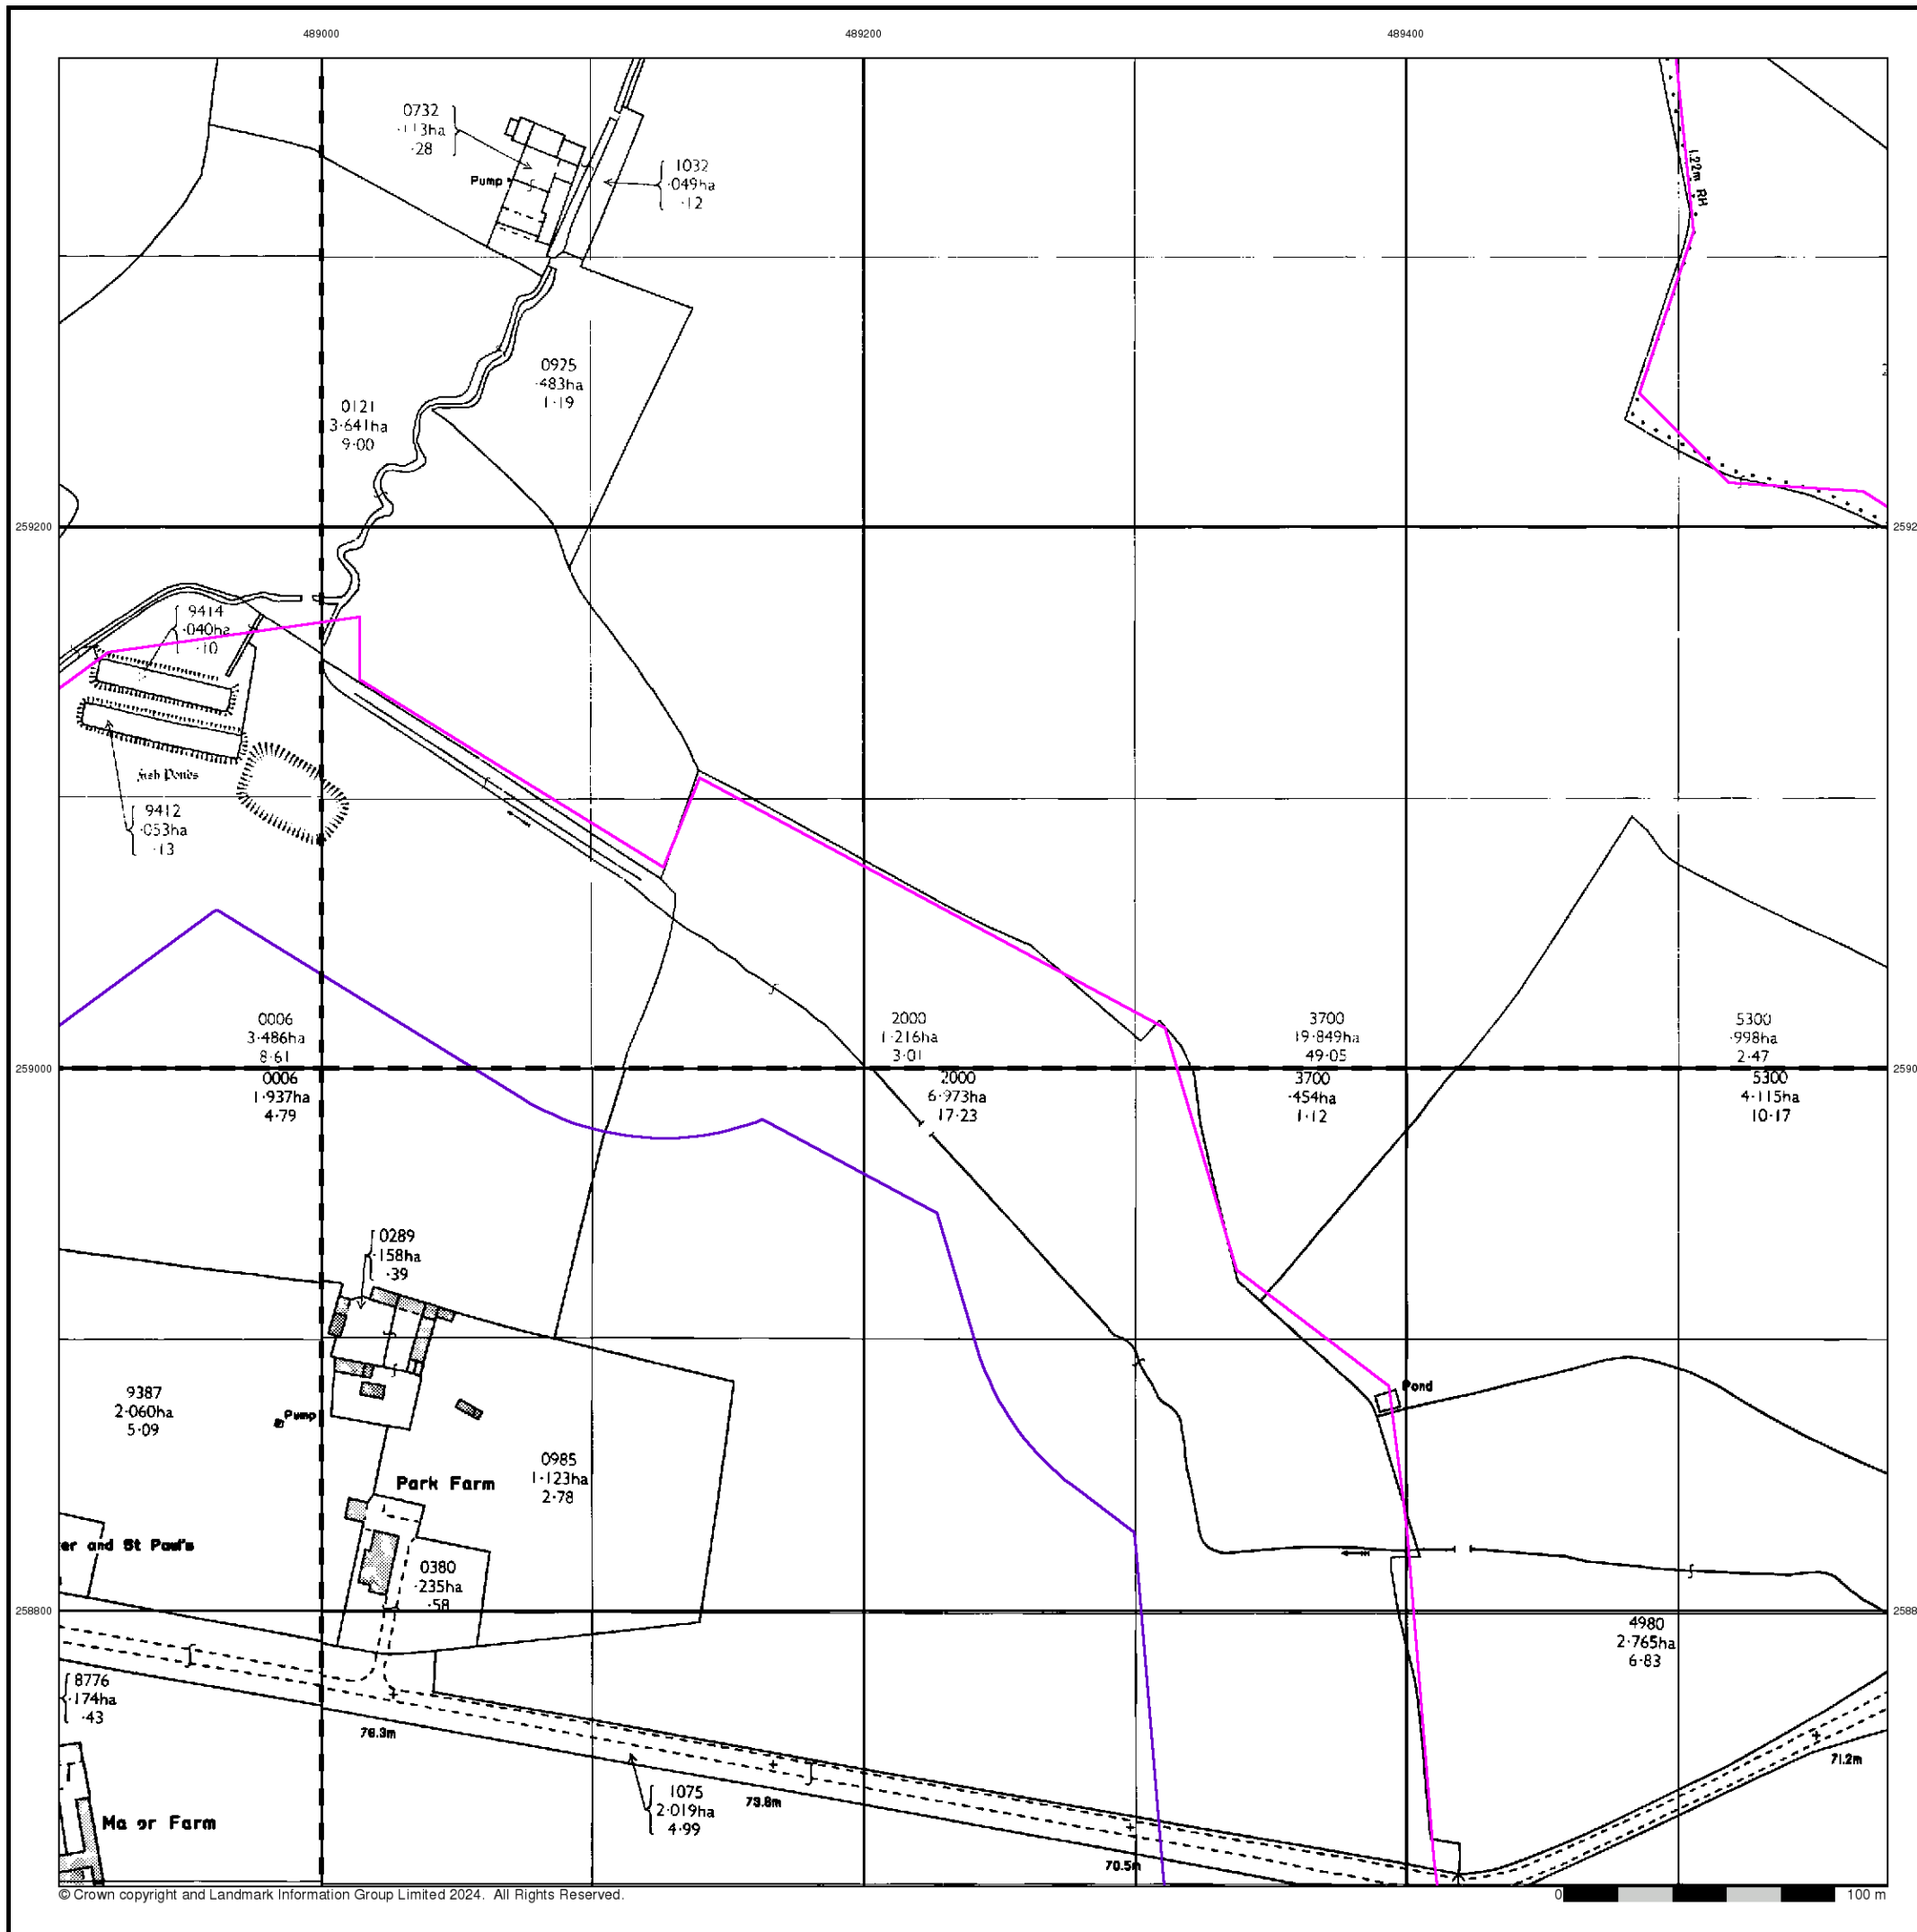 489000
489200
489400
0732
·113ha
·28
Pump
1032
·049ha
·12
1.22m RH
0925
·483ha
1·19
0121
3·641ha
9·00
2
259200
2592
9414
·040ha
·10
Fish Ponds
9412
·053ha
·13
0006
3·486ha
8·61
2000
1·216ha
3·01
3700
19·849ha
49·05
5300
·998ha
2·47
259000
2590
0006
1·937ha
4·79
2000
6·973ha
17·23
3700
·454ha
1·12
5300
4·115ha
10·17
0289
·158ha
·39
9387
2·060ha
5·09
Pump
Pond
0985
1·123ha
2·78
Park Farm
er and St Paul's
0380
·235ha
·58
258800
2588
4980
2·765ha
6·83
8776
·174ha
·43
76.3m
71.2m
1075
2·019ha
4·99
73.8m
Ma or Farm
70.5m
© Crown copyright and Landmark Information Group Limited 2024. All Rights Reserved.
0 100 m